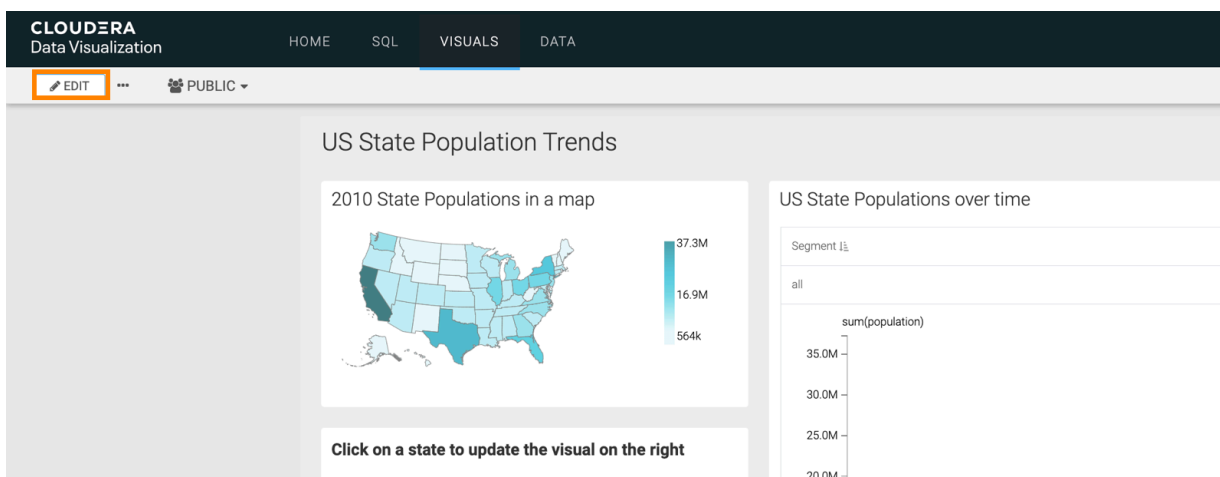 CLOUDERA
Data Visualization
HOME SQL VISUALS DATA
EDIT ••• PUBLIC
US State Population Trends
2010 State Populations in a map
37.3M
16.9M
564k
Click on a state to update the visual on the right
US State Populations over time
Segment
all
sum(population)
35.0M
30.0M
25.0M
20.0M